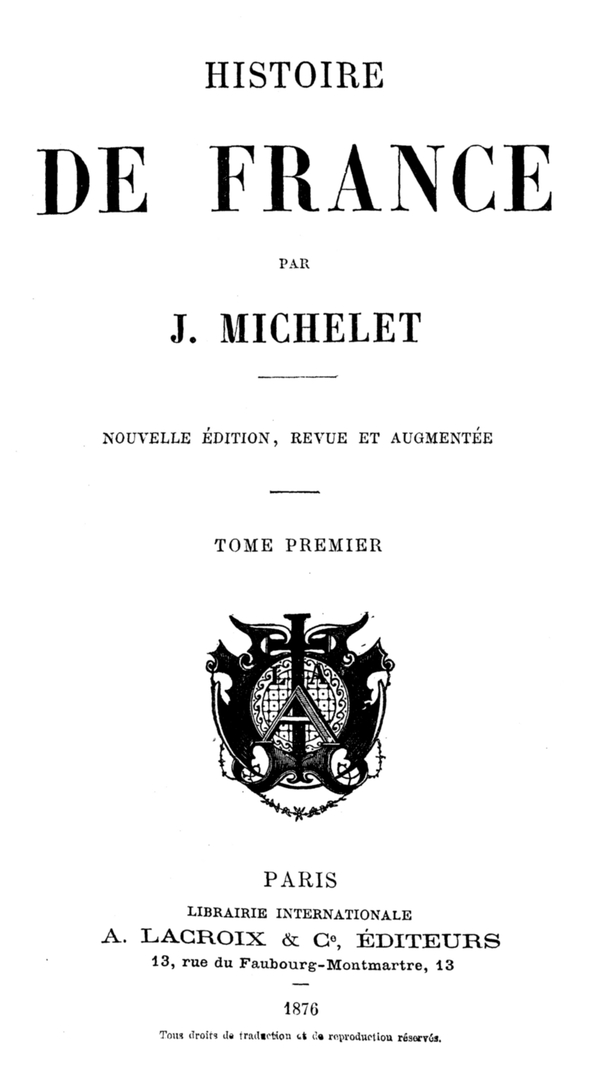 HISTOIRE
DE FRANCE
PAR
J. MICHELET
NOUVELLE ÉDITION, REVUE ET AUGMENTÉE
TOME PREMIER
L A
PARIS
LIBRAIRIE INTERNATIONALE
A. LACROIX & Cᵉ, ÉDITEURS
13, rue du Faubourg-Montmartre, 13
1876
Tous droits de traduction et de reproduction réservés.